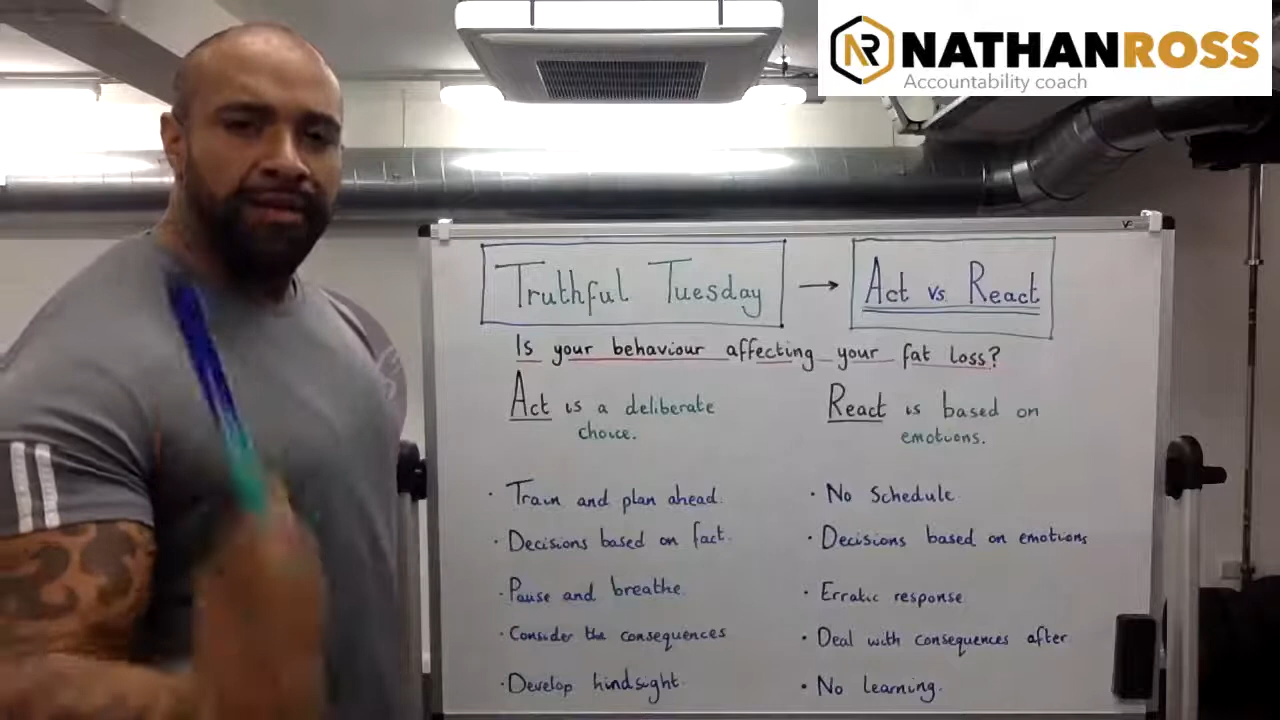 NR NATHANROSS
Accountability coach
Truthful Tuesday → Act vs React
Is your behaviour affecting your fat loss?
Act is a deliberate
choice.
React is based on
emotions.
· Train and plan ahead.
· Decisions based on fact.
· Pause and breathe.
· Consider the consequences
· Develop hindsight.
· No Schedule
· Decisions based on emotions
· Erratic response
· Deal with consequences after
· No learning.